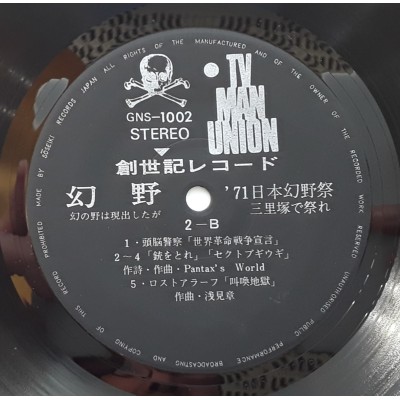 MADE BY SOSEIKI RECORDS JAPAN ALL RIGHTS OF THE MANUFACTURED AND OF THE OWNER OF THE RECORDED WORK RESERVED
UNAUTHORISED PUBLIC PERFORMANCE BROADCASTING AND COPYING OF THIS RECORD PROHIBITED
GNS-1002
STEREO
TV
MAN
UNION
創世記レコード
幻野
'71日本幻野祭
幻の野は現出したが
三里塚で祭れ
2-B
1・頭脳警察「世界革命戦争宣言」
2〜4「銃をとれ」「セクトブギウギ」
作詩・作曲・Pantax's World
5・ロストアラーフ「叫喚地獄」
作曲・浅見章